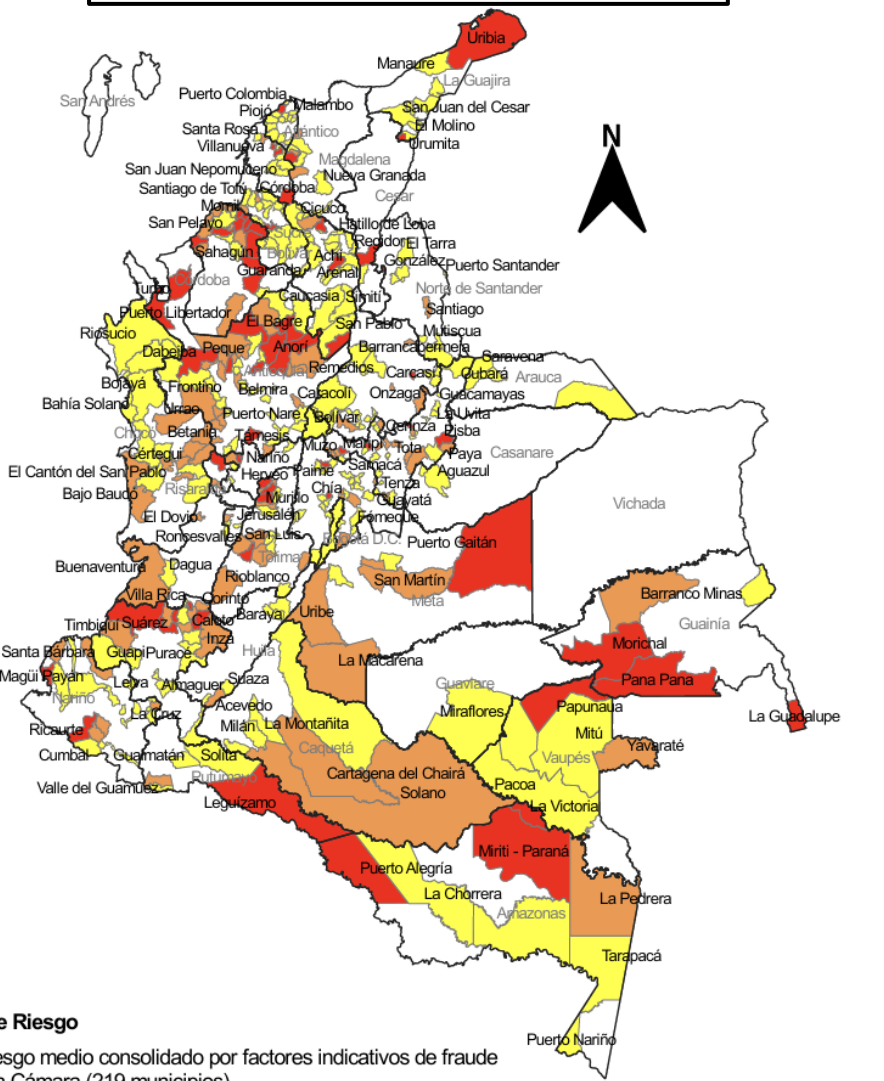 Uribia
Manaure
La Guajira
San Andrés
Puerto Colombia
Malambo
Piojó
San Juan del Cesar
Santa Rosa
Atlántico
El Molino
Villanueva
Urumita
Magdalena
San Juan Nepomuceno
Nueva Granada
Santiago de Tolú
Córdoba
Cesar
Momil
Cicuco
San Pelayo
Hatillo de Loba
Sucre
Regidor
El Tarra
Sahagún
Bolívar
Achí
González
Puerto Santander
Guaranda
Arenal
Córdoba
Norte de Santander
Turbo
Caucasia
Simití
Santiago
Puerto Libertador
El Bagre
San Pablo
Mutiscua
Riosucio
Peque
Anorí
Barrancabermeja
Dabeiba
Saravena
Antioquia
Remedios
Carcasí
Cubará
Arauca
Bojayá
Frontino
Belmira
Caracolí
Onzaga
Guacamayas
Bahía Solano
Urrao
Puerto Nare
Bolívar
La Uvita
Chocó
Betania
Támesis
Cerinza
Pisba
Muzo
Maripí
Tota
Paya
Casanare
Cértegui
Nariño
Samacá
El Cantón del San Pablo
Herveo
Paime
Aguazul
Risaralda
Chía
Tenza
Bajo Baudó
Murillo
Guayatá
Vichada
El Dovio
Jerusalén
Fómeque
Roncesvalles
San Luis
Bogotá D.C.
Puerto Gaitán
Tolima
Buenaventura
Dagua
Rioblanco
San Martín
Meta
Villa Rica
Corinto
Barranco Minas
Baraya
Uribe
Timbiquí
Suárez
Caloto
Guainía
Inza
Morichal
Santa Bárbara
Guapi
Puracé
Huila
La Macarena
Magüi Payán
Leiva
Almaguer
Suaza
Guaviare
Pana Pana
Nariño
Acevedo
Miraflores
Papunaua
La Guadalupe
La Cruz
Milán
La Montañita
Ricaurte
Mitú
Caquetá
Yavaraté
Cumbal
Gualmatán
Solita
Vaupés
Putumayo
Cartagena del Chairá
Pacoa
Valle del Guamuez
Solano
Leguízamo
La Victoria
Miriti - Paraná
Puerto Alegría
La Chorrera
La Pedrera
Amazonas
Tarapacá
Puerto Nariño
N
e Riesgo
esgo medio consolidado por factores indicativos de fraude
a Cámara (219 municipios)